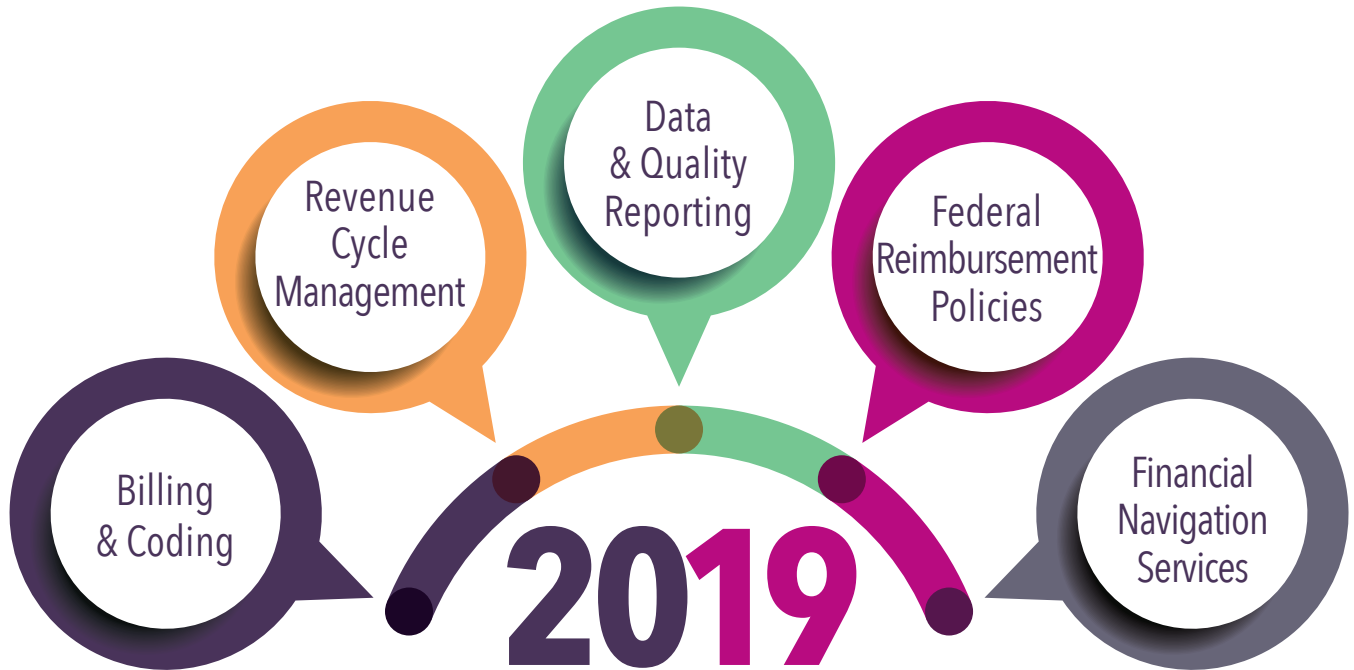 Billing
& Coding
Revenue
Cycle
Management
Data
& Quality
Reporting
Federal
Reimbursement
Policies
Financial
Navigation
Services
2019